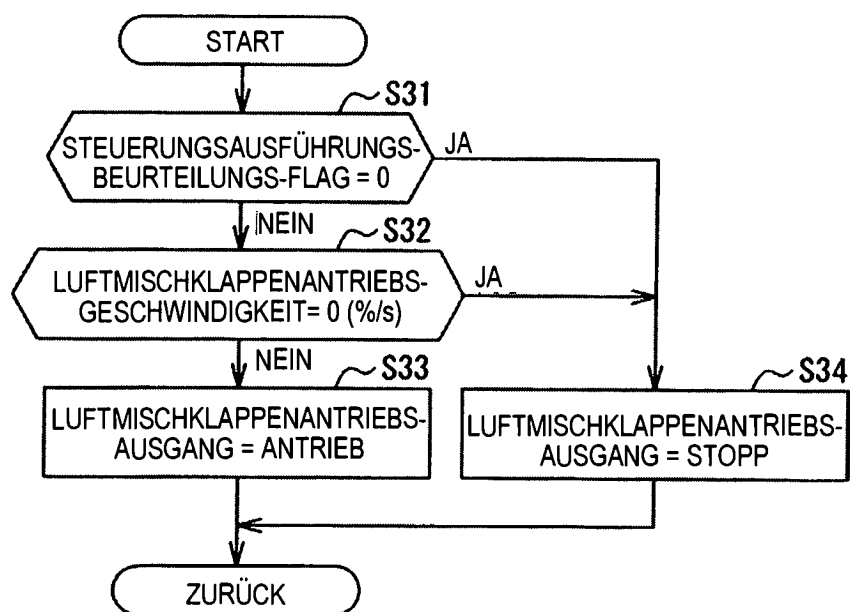 START
S31
STEUERUNGSAUSFÜHRUNGS-
BEURTEILUNGS-FLAG = 0
JA
NEIN
S32
LUFTMISCHKLAPPENANTRIEBS-
GESCHWINDIGKEIT= 0 (%/s)
JA
NEIN
S33
LUFTMISCHKLAPPENANTRIEBS-
AUSGANG = ANTRIEB
S34
LUFTMISCHKLAPPENANTRIEBS-
AUSGANG = STOPP
ZURÜCK